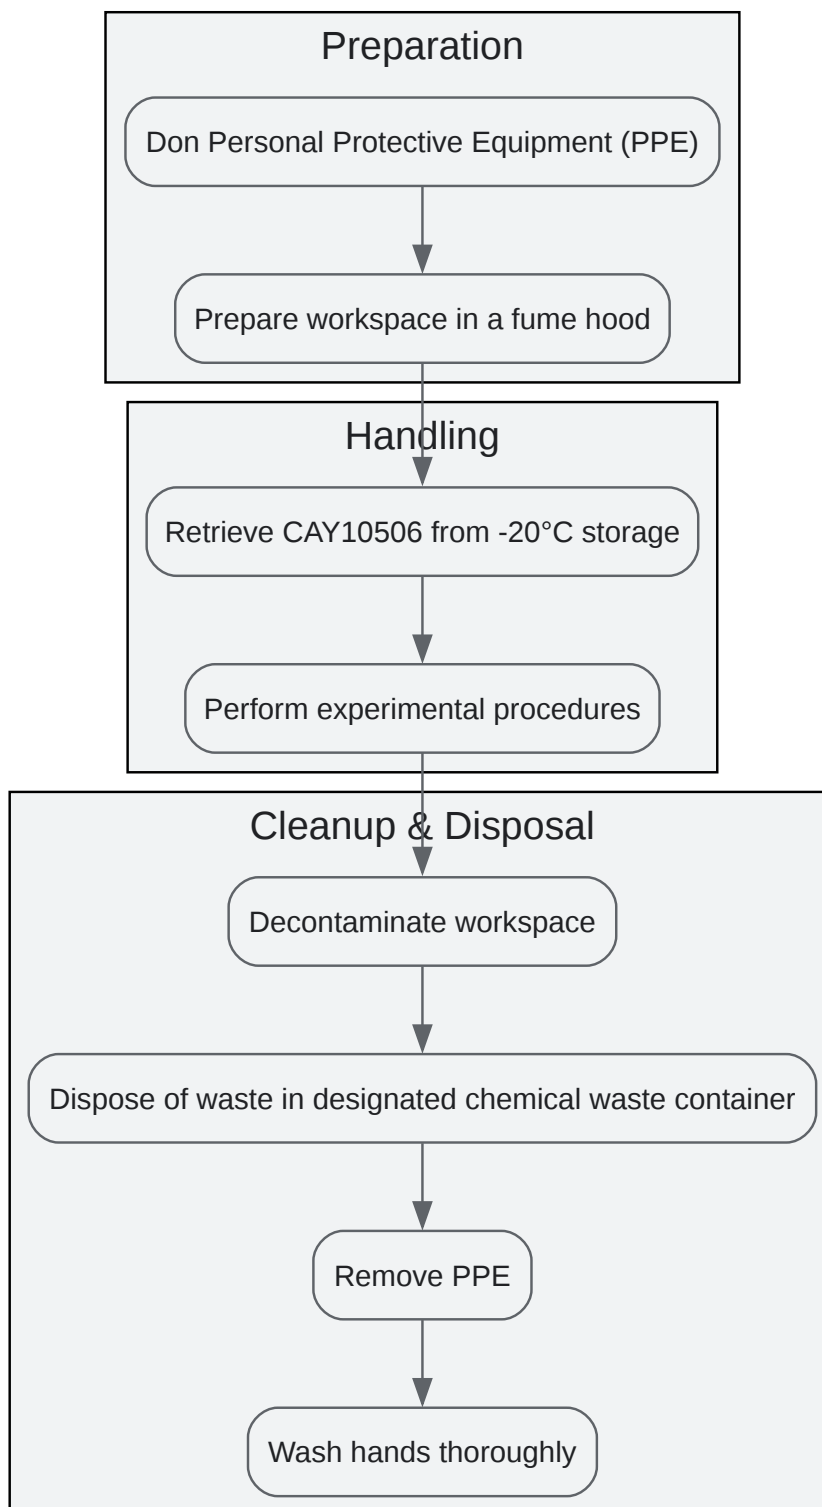 Preparation
Don Personal Protective Equipment (PPE)
Prepare workspace in a fume hood
Handling
Retrieve CAY10506 from -20°C storage
Perform experimental procedures
Cleanup & Disposal
Decontaminate workspace
Dispose of waste in designated chemical waste container
Remove PPE
Wash hands thoroughly